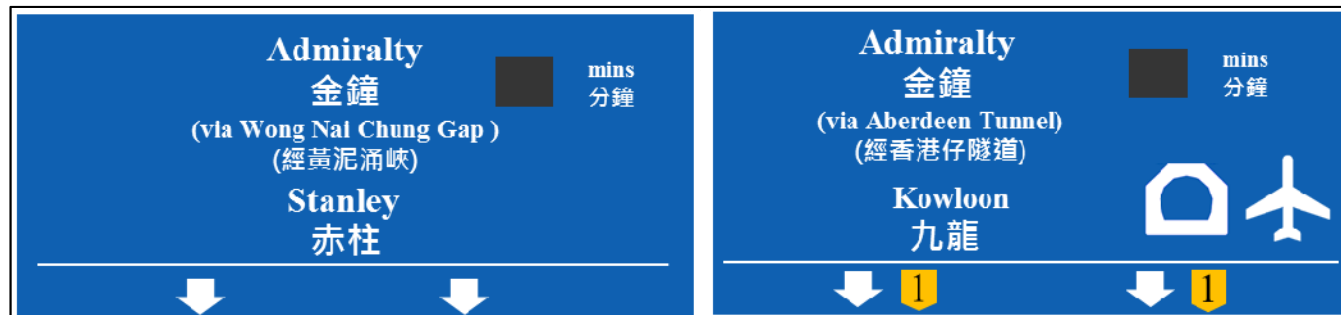 Admiralty
金鐘
mins
分鐘
(via Wong Nai Chung Gap )
(經黃泥涌峽)
Stanley
赤柱
Admiralty
金鐘
mins
分鐘
(via Aberdeen Tunnel)
(經香港仔隧道)
Kowloon
九龍
1
1